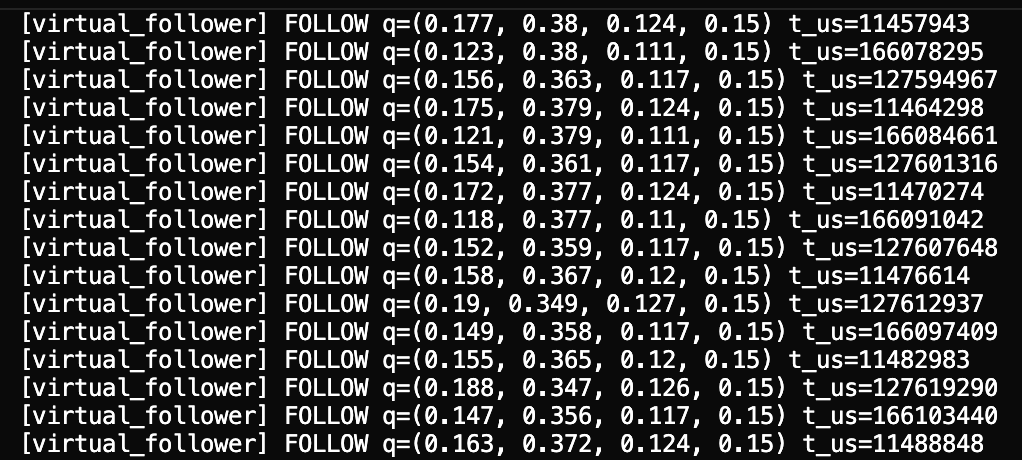 [virtual_follower] FOLLOW q=(0.177, 0.38, 0.124, 0.15) t_us=11457943
[virtual_follower] FOLLOW q=(0.123, 0.38, 0.111, 0.15) t_us=166078295
[virtual_follower] FOLLOW q=(0.156, 0.363, 0.117, 0.15) t_us=127594967
[virtual_follower] FOLLOW q=(0.175, 0.379, 0.124, 0.15) t_us=11464298
[virtual_follower] FOLLOW q=(0.121, 0.379, 0.111, 0.15) t_us=166084661
[virtual_follower] FOLLOW q=(0.154, 0.361, 0.117, 0.15) t_us=127601316
[virtual_follower] FOLLOW q=(0.172, 0.377, 0.124, 0.15) t_us=11470274
[virtual_follower] FOLLOW q=(0.118, 0.377, 0.11, 0.15) t_us=166091042
[virtual_follower] FOLLOW q=(0.152, 0.359, 0.117, 0.15) t_us=127607648
[virtual_follower] FOLLOW q=(0.158, 0.367, 0.12, 0.15) t_us=11476614
[virtual_follower] FOLLOW q=(0.19, 0.349, 0.127, 0.15) t_us=127612937
[virtual_follower] FOLLOW q=(0.149, 0.358, 0.117, 0.15) t_us=166097409
[virtual_follower] FOLLOW q=(0.155, 0.365, 0.12, 0.15) t_us=11482983
[virtual_follower] FOLLOW q=(0.188, 0.347, 0.126, 0.15) t_us=127619290
[virtual_follower] FOLLOW q=(0.147, 0.356, 0.117, 0.15) t_us=166103440
[virtual_follower] FOLLOW q=(0.163, 0.372, 0.124, 0.15) t_us=11488848